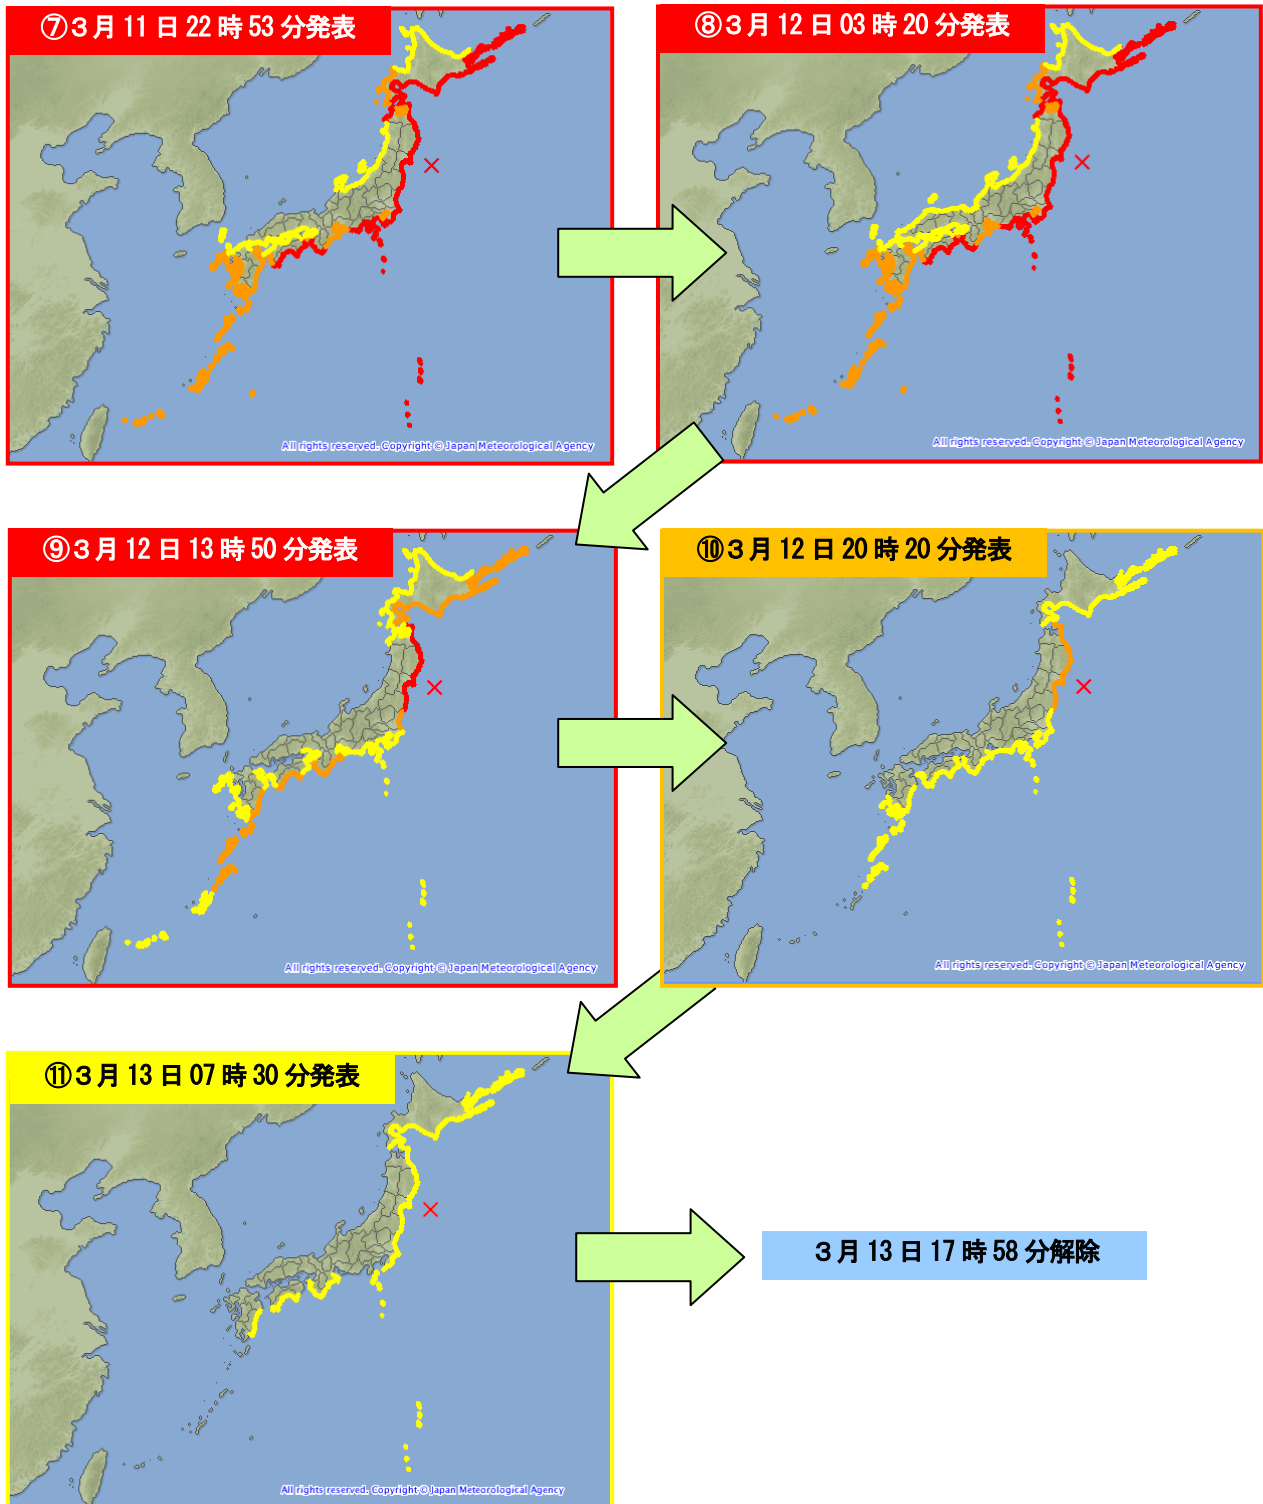 ⑦３月 11 日 22 時 53 分発表
⑧３月 12 日 03 時 20 分発表
All rights reserved. Copyright © Japan Meteorological Agency
All rights reserved. Copyright © Japan Meteorological Agency
⑨３月 12 日 13 時 50 分発表
⑩３月 12 日 20 時 20 分発表
All rights reserved. Copyright © Japan Meteorological Agency
All rights reserved. Copyright © Japan Meteorological Agency
⑪３月 13 日 07 時 30 分発表
３月 13 日 17 時 58 分解除
All rights reserved. Copyright © Japan Meteorological Agency